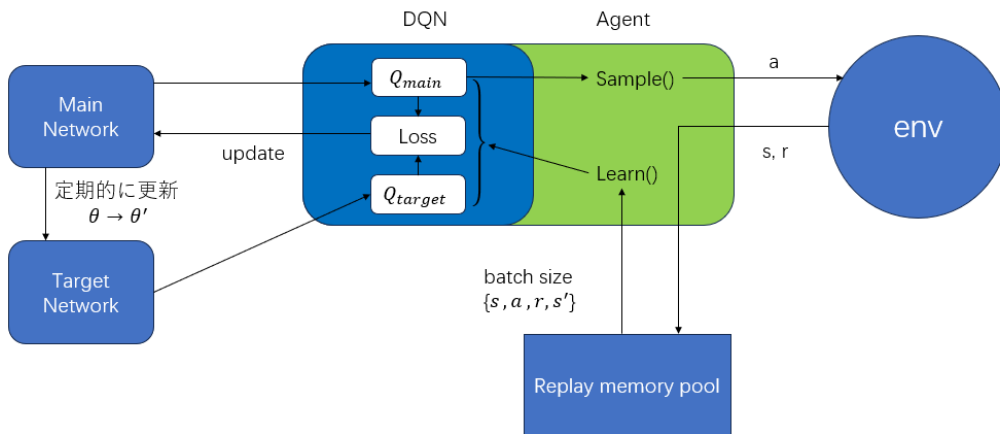 DQN
Agent
Main
Network
Q_main
Sample()
a
env
Loss
update
s, r
定期的に更新
θ → θ′
Learn()
Q_target
Target
Network
batch size
{s, a, r, s′}
Replay memory pool